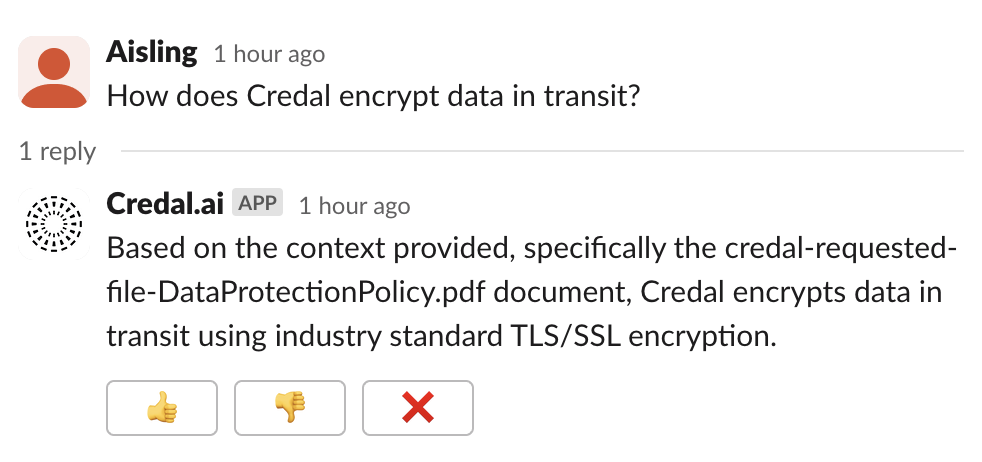 Aisling 1 hour ago
How does Credal encrypt data in transit?
1 reply
Credal.ai APP 1 hour ago
Based on the context provided, specifically the credal-requested-
file-DataProtectionPolicy.pdf document, Credal encrypts data in
transit using industry standard TLS/SSL encryption.